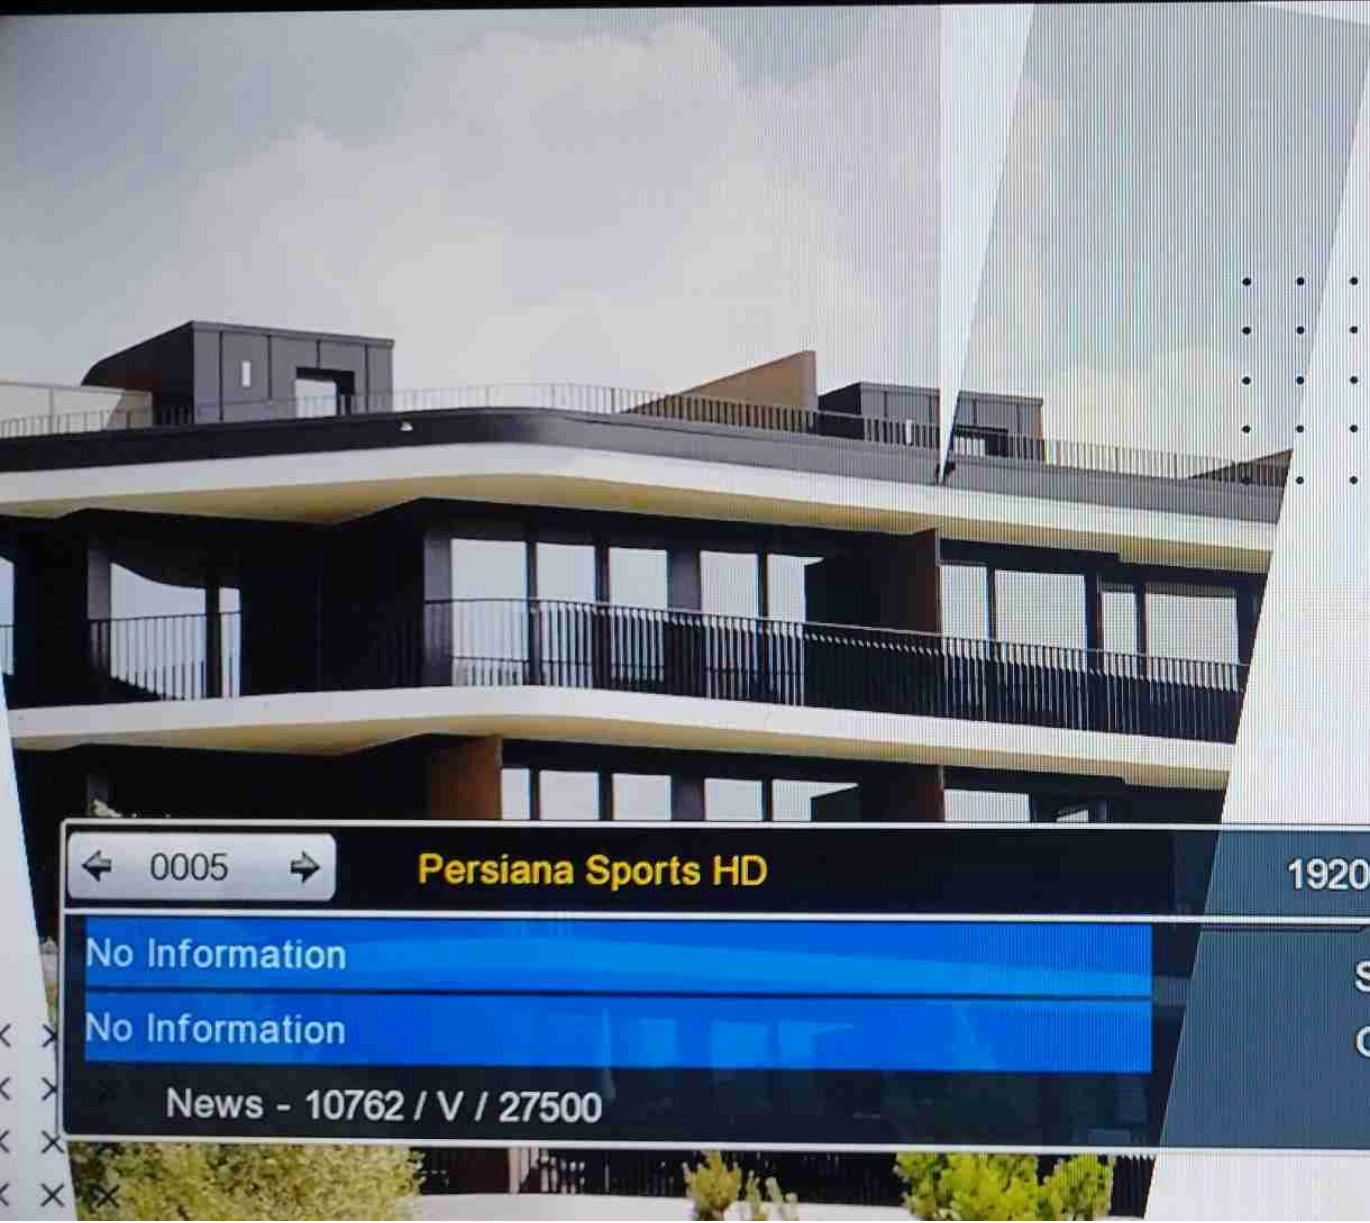 0005
Persiana Sports HD
1920
No Information
S
No Information
C
News - 10762 / V / 27500